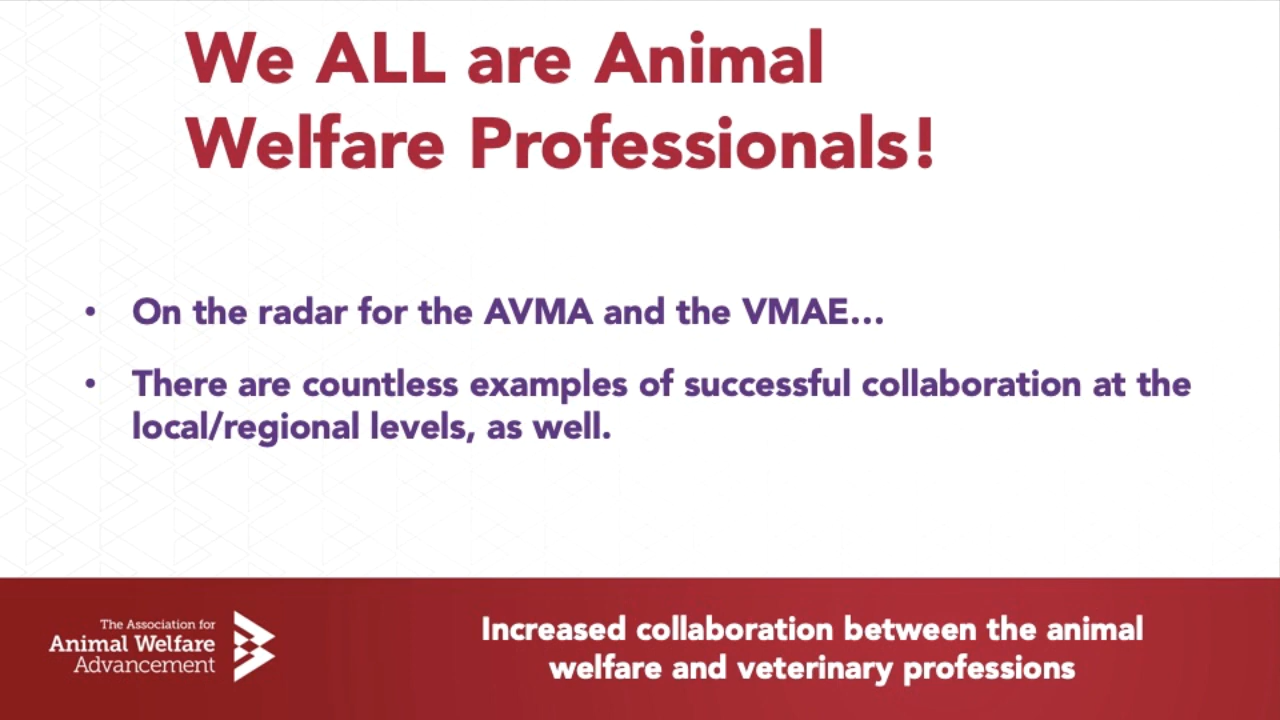 We ALL are Animal
Welfare Professionals!
• On the radar for the AVMA and the VMAE...
• There are countless examples of successful collaboration at the
local/regional levels, as well.
The Association for
Animal Welfare
Advancement
Increased collaboration between the animal
welfare and veterinary professions